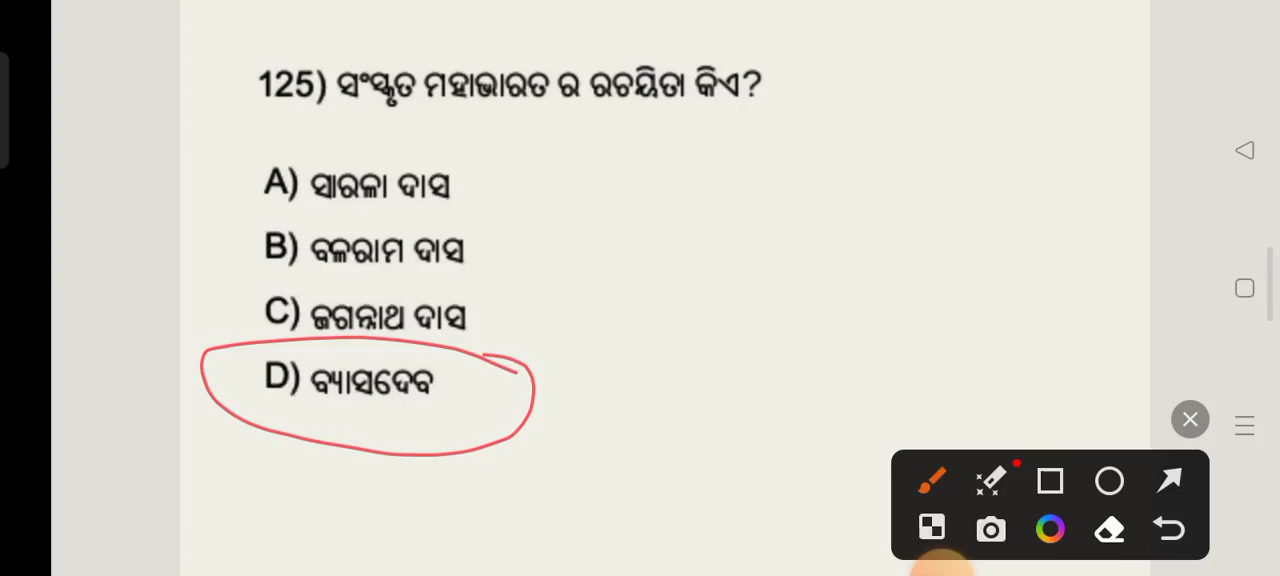 125) ସଂସ୍କୃତ ମହାଭାରତ ର ରଚୟିତା କିଏ?
A) ସାରଳା ଦାସ
B) ବଳରାମ ଦାସ
C) ଜଗନ୍ନାଥ ଦାସ
D) ବ୍ୟାସଦେବ